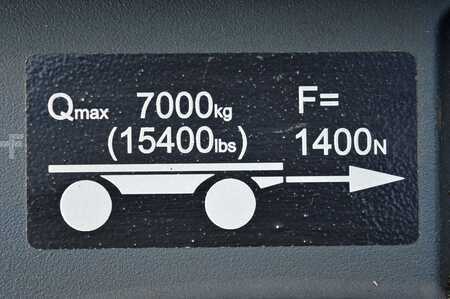 Qmax 7000kg F=
(15400lbs) 1400N